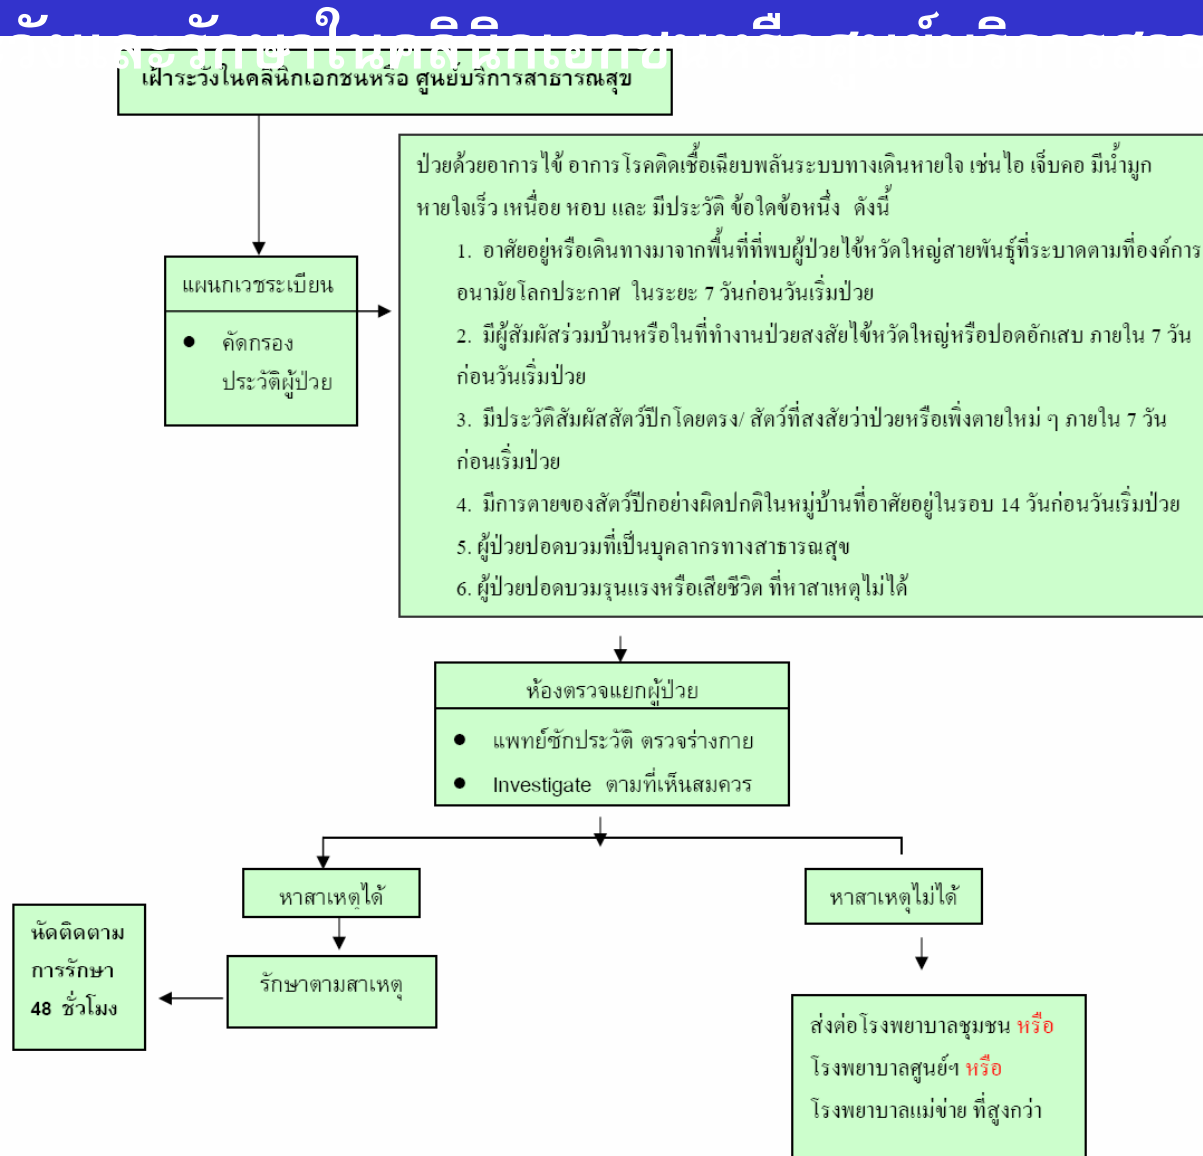 เฝ้าระวังในคลินิกเอกชนหรือ ศูนย์บริการสาธารณสุข
แผนกเวชระเบียน
● คัดกรอง
ประวัติผู้ป่วย
ป่วยด้วยอาการไข้ อาการโรคติดเชื้อเฉียบพลันระบบทางเดินหายใจ เช่นไอ เจ็บคอ มีน้ำมูก
หายใจเร็ว เหนื่อย หอบ และ มีประวัติ ข้อใดข้อหนึ่ง ดังนี้
1. อาศัยอยู่หรือเดินทางมาจากพื้นที่ที่พบผู้ป่วยไข้หวัดใหญ่สายพันธุ์ที่ระบาดตามที่องค์การ
อนามัยโลกประกาศ ในระยะ 7 วันก่อนวันเริ่มป่วย
2. มีผู้สัมผัสร่วมบ้านหรือในที่ทำงานป่วยสงสัยไข้หวัดใหญ่หรือปอดอักเสบ ภายใน 7 วัน
ก่อนวันเริ่มป่วย
3. มีประวัติสัมผัสสัตว์ปีกโดยตรง/ สัตว์ที่สงสัยว่าป่วยหรือเพิ่งตายใหม่ ๆ ภายใน 7 วัน
ก่อนเริ่มป่วย
4. มีการตายของสัตว์ปีกอย่างผิดปกติในหมู่บ้านที่อาศัยอยู่ในรอบ 14 วันก่อนวันเริ่มป่วย
5. ผู้ป่วยปอดบวมที่เป็นบุคลากรทางสาธารณสุข
6. ผู้ป่วยปอดบวมรุนแรงหรือเสียชีวิต ที่หาสาเหตุไม่ได้
ห้องตรวจแยกผู้ป่วย
● แพทย์ซักประวัติ ตรวจร่างกาย
● Investigate ตามที่เห็นสมควร
หาสาเหตุได้
หาสาเหตุไม่ได้
รักษาตามสาเหตุ
นัดติดตาม
การรักษา
48 ชั่วโมง
ส่งต่อโรงพยาบาลชุมชน หรือ
โรงพยาบาลศูนย์ฯ หรือ
โรงพยาบาลแม่ข่าย ที่สูงกว่า